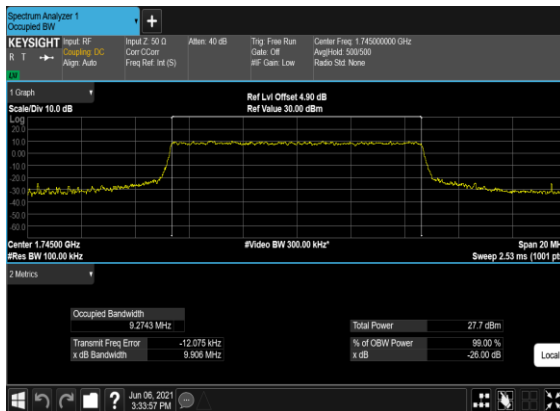 Spectrum Analyzer 1
Occupied BW
KEYSIGHT
R T
Input: RF
Coupling: DC
Align: Auto
Input Z: 50 Ω
Corr CCorr
Freq Ref: Int (S)
Atten: 40 dB
Trig: Free Run
Gate: Off
#IF Gain: Low
Center Freq: 1.745000000 GHz
Avg|Hold: 500/500
Radio Std: None
1 Graph
Scale/Div 10.0 dB
Ref Lvl Offset 4.90 dB
Ref Value 30.00 dBm
Log
20.0
10.0
0.00
-10.0
-20.0
-30.0
-40.0
-50.0
-60.0
Center 1.74500 GHz
#Res BW 100.00 kHz
#Video BW 300.00 kHz*
Span 20 MH
Sweep 2.53 ms (1001 pt
2 Metrics
Occupied Bandwidth
9.2743 MHz
Transmit Freq Error -12.075 kHz
x dB Bandwidth 9.906 MHz
Total Power 27.7 dBm
% of OBW Power 99.00 %
x dB -26.00 dB
Local
Jun 06, 2021
3:33:57 PM